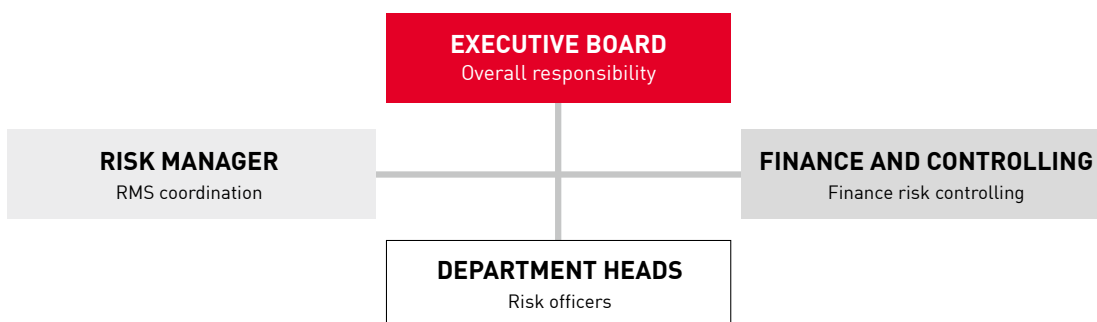 EXECUTIVE BOARD
Overall responsibility
RISK MANAGER
RMS coordination
FINANCE AND CONTROLLING
Finance risk controlling
DEPARTMENT HEADS
Risk officers